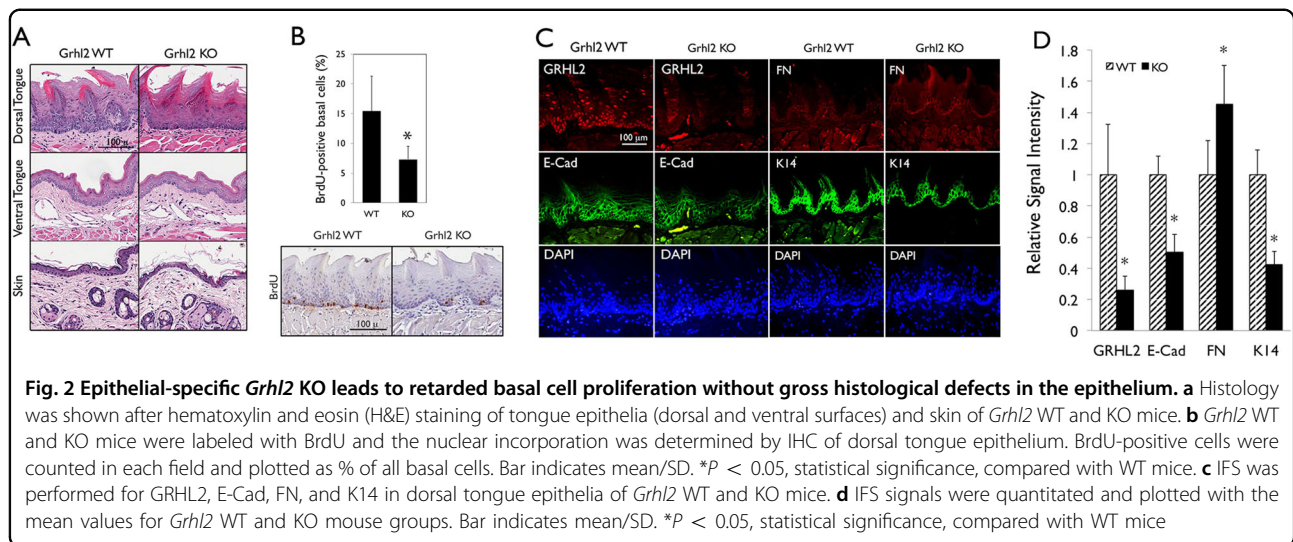 A
Grhl2 WT Grhl2 KO
Dorsal Tongue
100 μ
Ventral Tongue
Skin
B
BrdU-positive basal cells (%)
25
20
15
10
5
0
*
WT KO
Grhl2 WT Grhl2 KO
BrdU
100 μ
C
Grhl2 WT Grhl2 KO Grhl2 WT Grhl2 KO
GRHL2 GRHL2 FN FN
100 μm
E-Cad E-Cad K14 K14
DAPI DAPI DAPI DAPI
D
Relative Signal Intensity
1.8
1.6
1.4
1.2
1
0.8
0.6
0.4
0.2
0
WT KO
* * * *
GRHL2 E-Cad FN K14
Fig. 2 Epithelial-specific Grhl2 KO leads to retarded basal cell proliferation without gross histological defects in the epithelium. a Histology
was shown after hematoxylin and eosin (H&E) staining of tongue epithelia (dorsal and ventral surfaces) and skin of Grhl2 WT and KO mice. b Grhl2 WT
and KO mice were labeled with BrdU and the nuclear incorporation was determined by IHC of dorsal tongue epithelium. BrdU-positive cells were
counted in each field and plotted as % of all basal cells. Bar indicates mean/SD. *P < 0.05, statistical significance, compared with WT mice. c IFS was
performed for GRHL2, E-Cad, FN, and K14 in dorsal tongue epithelia of Grhl2 WT and KO mice. d IFS signals were quantitated and plotted with the
mean values for Grhl2 WT and KO mouse groups. Bar indicates mean/SD. *P < 0.05, statistical significance, compared with WT mice